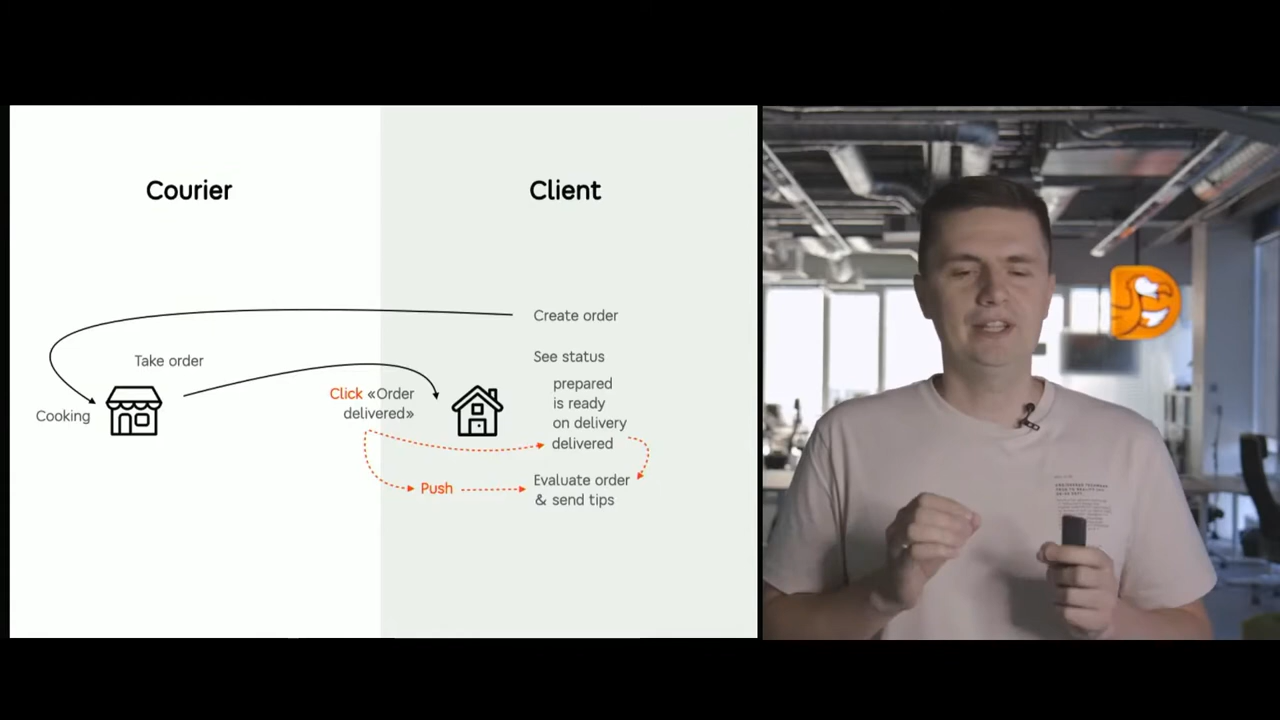 Courier
Client
Create order
Take order
See status
Click «Order
delivered»
Cooking
prepared
is ready
on delivery
delivered
Push
Evaluate order
& send tips